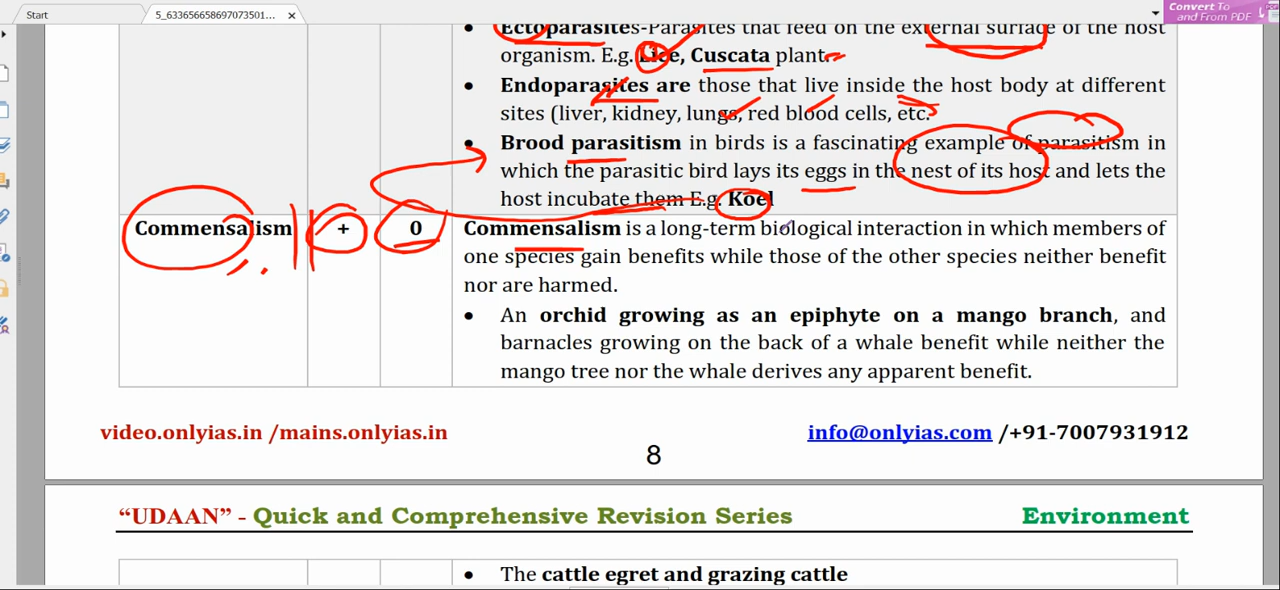 Start
5_633656658697073501...
Convert To
and From PDF
• Ectoparasites-Parasites that feed on the external surface of the host
organism. E.g. Lice, Cuscata plant.
• Endoparasites are those that live inside the host body at different
sites (liver, kidney, lungs, red blood cells, etc.
• Brood parasitism in birds is a fascinating example of parasitism in
which the parasitic bird lays its eggs in the nest of its host and lets the
host incubate them E.g. Koel
Commensalism + 0 Commensalism is a long-term biological interaction in which members of
one species gain benefits while those of the other species neither benefit
nor are harmed.
• An orchid growing as an epiphyte on a mango branch, and
barnacles growing on the back of a whale benefit while neither the
mango tree nor the whale derives any apparent benefit.
video.onlyias.in /mains.onlyias.in info@onlyias.com /+91-7007931912
8
“UDAAN” - Quick and Comprehensive Revision Series Environment
• The cattle egret and grazing cattle